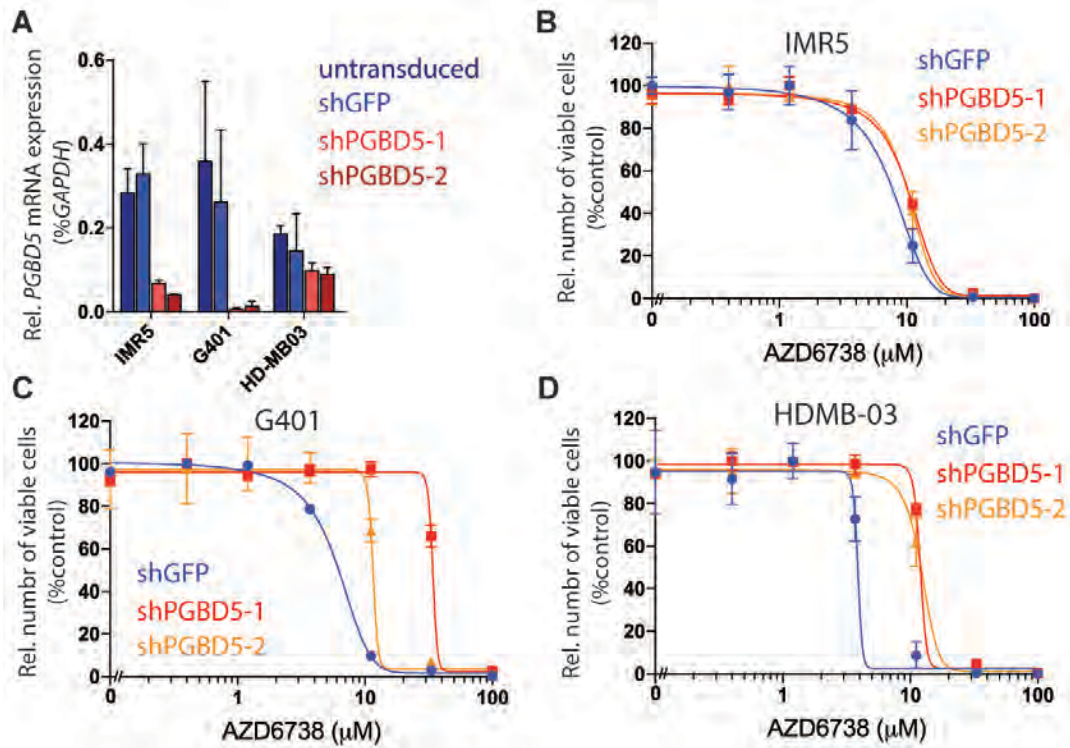 A
Rel. PGBD5 mRNA expression
(%GAPDH)
0.6
0.4
0.2
0.0
IMR5
G401
HD-MB03
untransduced
shGFP
shPGBD5-1
shPGBD5-2
B
IMR5
Rel. numbr of viable cells
(%control)
120
100
80
60
40
20
0
0
1
10
100
AZD6738 (μM)
shGFP
shPGBD5-1
shPGBD5-2
C
G401
Rel. numbr of viable cells
(%control)
120
100
80
60
40
20
0
shGFP
shPGBD5-1
shPGBD5-2
0
1
10
100
AZD6738 (μM)
D
HDMB-03
Rel. numbr of viable cells
(%control)
120
100
80
60
40
20
0
shGFP
shPGBD5-1
shPGBD5-2
0
1
10
100
AZD6738 (μM)